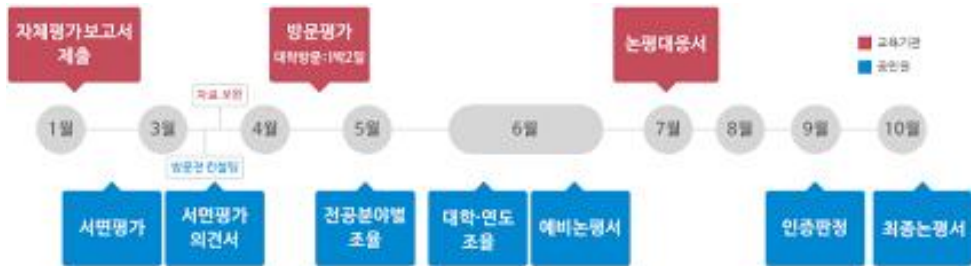 자체평가보고서
제출
방문평가
대학방문:1박2일
논평대응서
교육기관
공인원
자료 보완
1월
3월
4월
5월
6월
7월
8월
9월
10월
방문전 컨설팅
서면평가
서면평가
의견서
전공분야별
조율
대학·연도
조율
예비논평서
인증판정
최종논평서